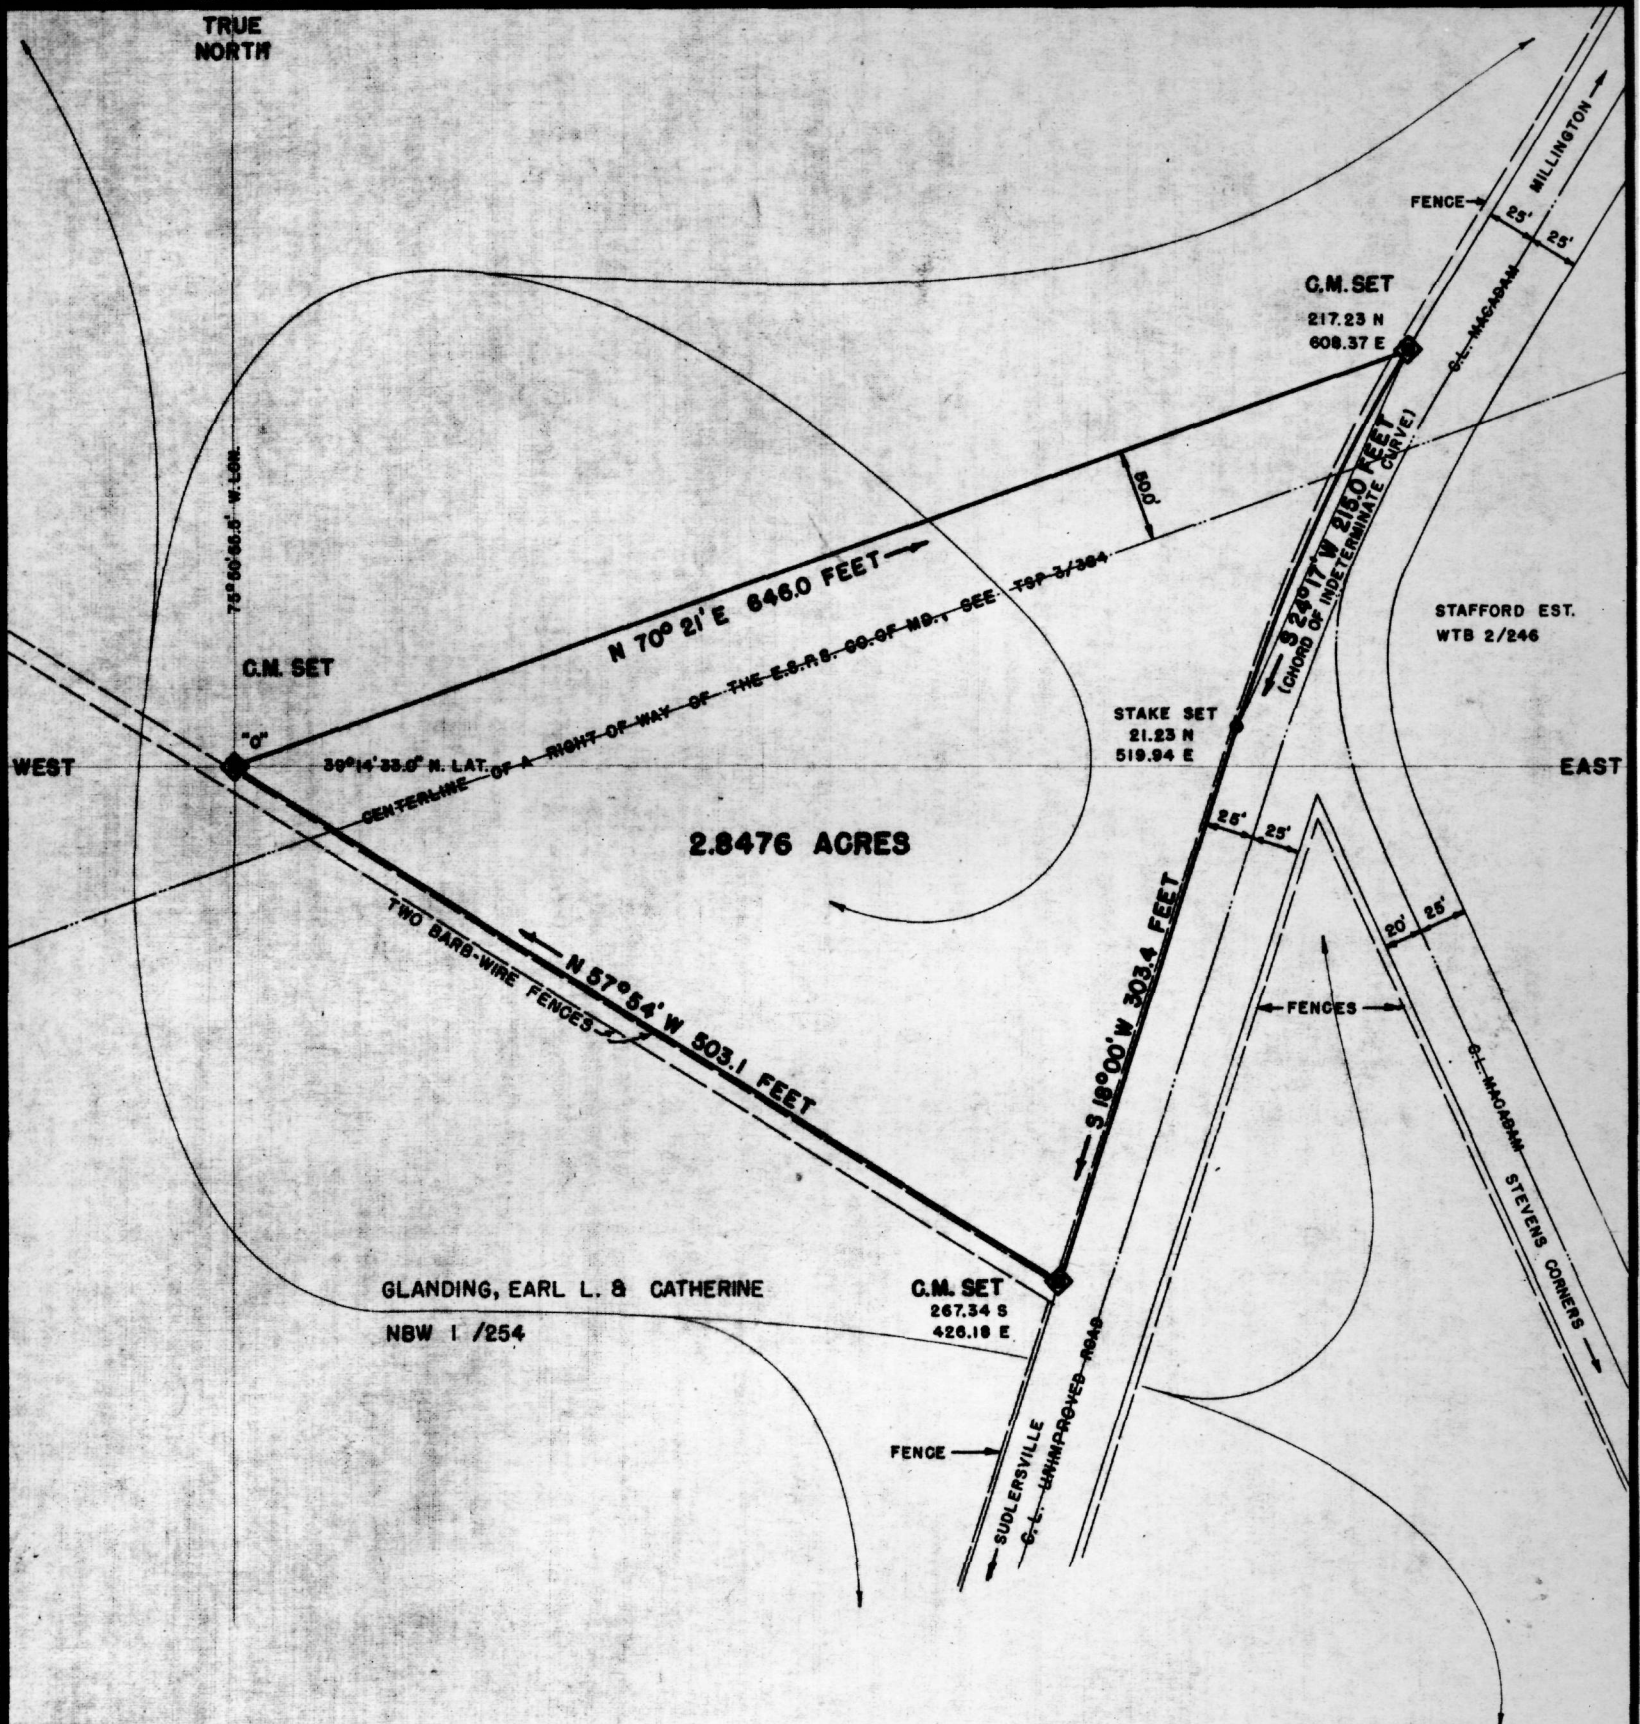 TRUE
NORTH
MILLINGTON
FENCE
25'
25'
C.M. SET
217.23 N
608.37 E
C.L. MACADAM
75° 50' 56.5" W. LON.
N 70° 21' E 646.0 FEET
50.0'
CENTERLINE OF A RIGHT OF WAY OF THE E.S.P.S. CO. OF MD., SEE TSP 3/384
S 24° 17' W 215.0 FEET
(CHORD OF INDETERMINATE CURVE)
STAFFORD EST.
WTB 2/246
C.M. SET
"O"
STAKE SET
21.23 N
519.94 E
WEST
39° 14' 33.0" N. LAT.
EAST
2.8476 ACRES
25'
25'
20'
25'
TWO BARB-WIRE FENCES
N 57° 54' W 503.1 FEET
S 18° 00' W 303.4 FEET
FENCES
C.L. MACADAM
STEVENS CORNERS
GLANDING, EARL L. & CATHERINE
NBW 1 /254
C.M. SET
267.34 S
426.18 E
FENCE
SUDLERSVILLE
C.L. UNIMPROVED ROAD